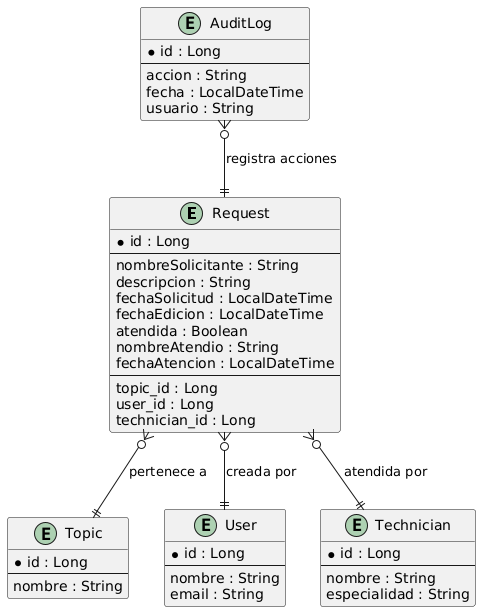 E AuditLog
* id : Long
accion : String
fecha : LocalDateTime
usuario : String
registra acciones
E Request
* id : Long
nombreSolicitante : String
descripcion : String
fechaSolicitud : LocalDateTime
fechaEdicion : LocalDateTime
atendida : Boolean
nombreAtendio : String
fechaAtencion : LocalDateTime
topic_id : Long
user_id : Long
technician_id : Long
pertenece a
creada por
atendida por
E Topic
* id : Long
nombre : String
E User
* id : Long
nombre : String
email : String
E Technician
* id : Long
nombre : String
especialidad : String